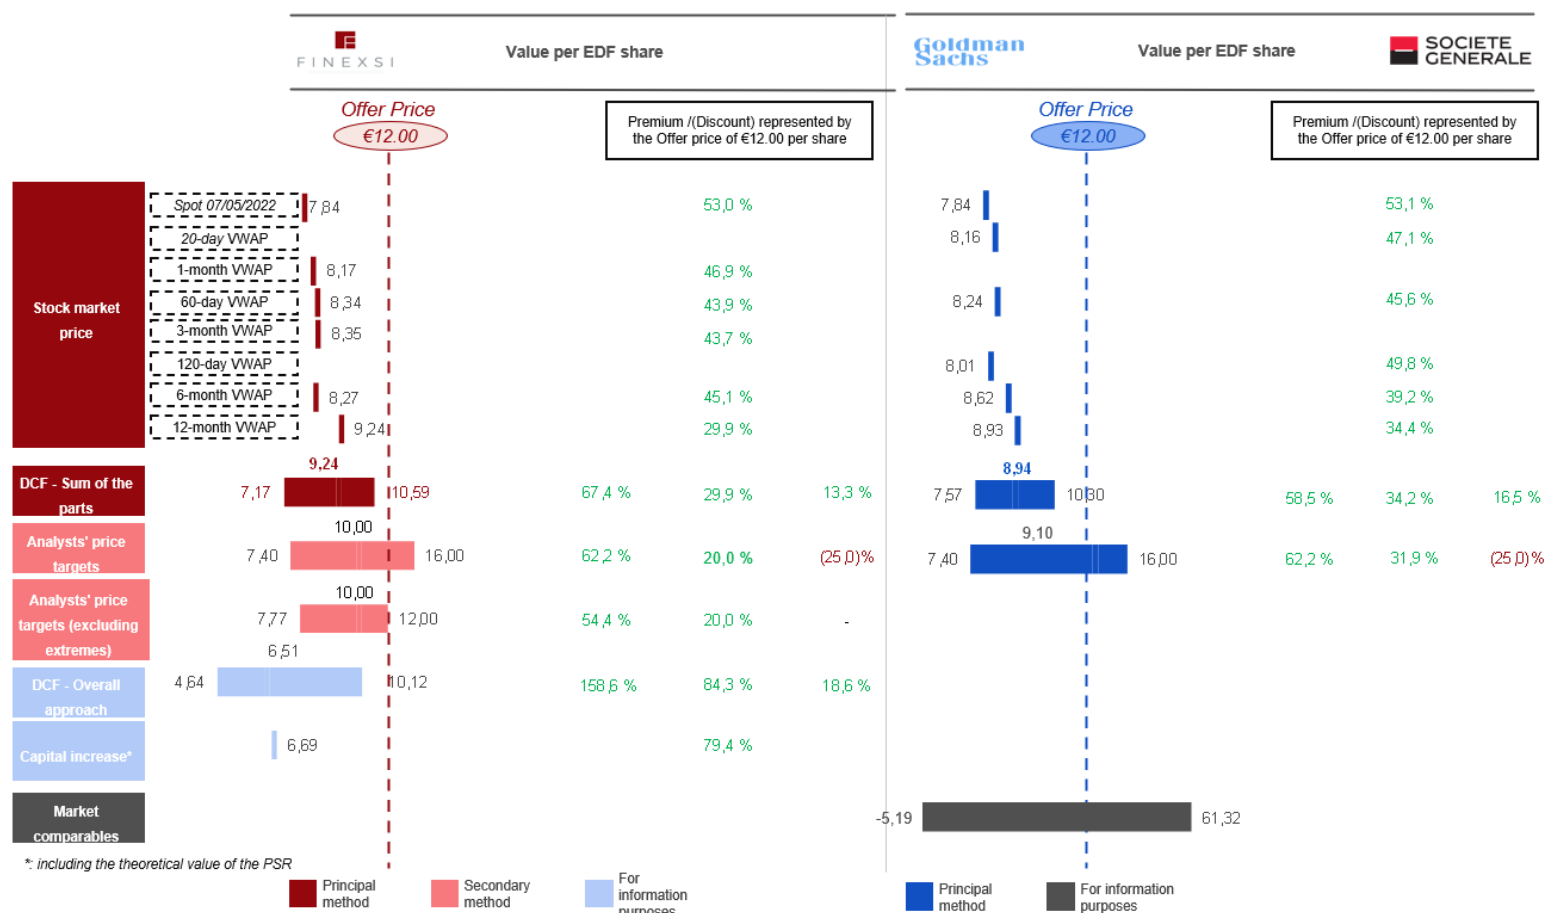 FINEXSI
Value per EDF share
Goldman
Sachs
Value per EDF share
SOCIETE
GENERALE
Offer Price
€12.00
Premium /(Discount) represented by
the Offer price of €12.00 per share
Offer Price
€12.00
Premium /(Discount) represented by
the Offer price of €12.00 per share
Stock market
price
Spot 07/05/2022 7,84 53,0 % 7,84 53,1 %
20-day VWAP 8,16 47,1 %
1-month VWAP 8,17 46,9 %
60-day VWAP 8,34 43,9 % 8,24 45,6 %
3-month VWAP 8,35 43,7 %
120-day VWAP 8,01 49,8 %
6-month VWAP 8,27 45,1 % 8,62 39,2 %
12-month VWAP 9,24 29,9 % 8,93 34,4 %
DCF - Sum of the
parts
9,24
7,17 10,59 67,4 % 29,9 % 13,3 %
8,94
7,57 10,30 58,5 % 34,2 % 16,5 %
Analysts' price
targets
10,00
7,40 16,00 62,2 % 20,0 % (25,0)%
9,10
7,40 16,00 62,2 % 31,9 % (25,0)%
Analysts' price
targets (excluding
extremes)
10,00
7,77 12,00 54,4 % 20,0 % -
DCF - Overall
approach
6,51
4,64 10,12 158,6 % 84,3 % 18,6 %
Capital increase* 6,69 79,4 %
Market
comparables
-5,19 61,32
*: including the theoretical value of the PSR
Principal
method
Secondary
method
For
information
purposes
Principal
method
For information
purposes